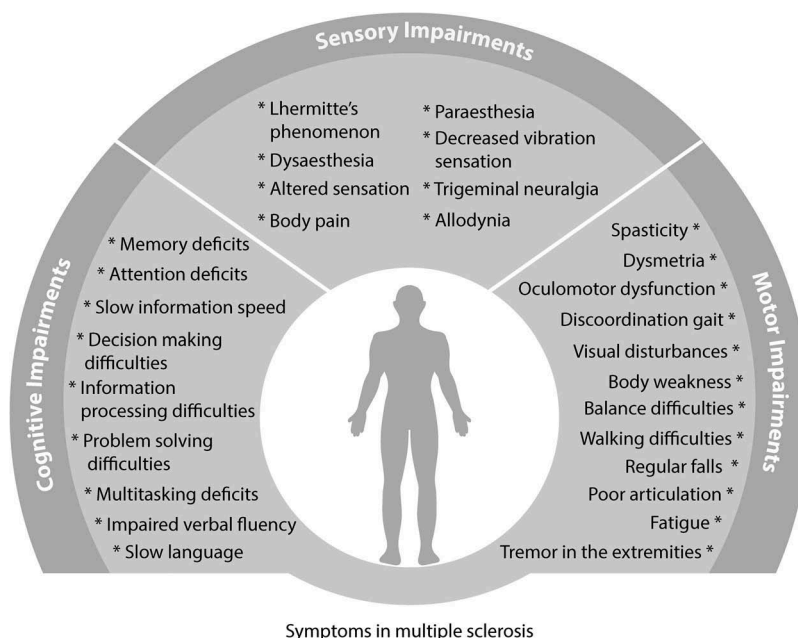 Sensory Impairments
* Lhermitte's
phenomenon
* Dysaesthesia
* Altered sensation
* Body pain
* Paraesthesia
* Decreased vibration
sensation
* Trigeminal neuralgia
* Allodynia
Cognitive Impairments
* Memory deficits
* Attention deficits
* Slow information speed
* Decision making
difficulties
* Information
processing difficulties
* Problem solving
difficulties
* Multitasking deficits
* Impaired verbal fluency
* Slow language
Motor Impairments
Spasticity *
Dysmetria *
Oculomotor dysfunction *
Discoordination gait *
Visual disturbances *
Body weakness *
Balance difficulties *
Walking difficulties *
Regular falls *
Poor articulation *
Fatigue *
Tremor in the extremities *
Symptoms in multiple sclerosis